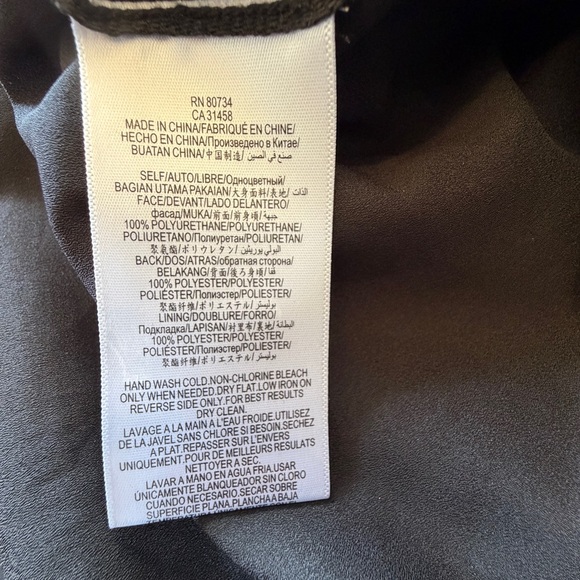 RN 80734
CA 31458
MADE IN CHINA/FABRIQUÉ EN CHINE/
HECHO EN CHINA/Произведено в Китае/
BUATAN CHINA/中国制造/ صنع في الصين
SELF/AUTO/LIBRE/Одноцветный/
BAGIAN UTAMA PAKAIAN/大身面料/表地/ الذات
FACE/DEVANT/LADO DELANTERO/
фасад/MUKA/前面/前身頃/ جبهة
100% POLYURETHANE/POLYURETHANE/
POLIURETANO/Полиуретан/POLIURETAN/
聚氨酯/ポリウレタン/ البولي يوريثين
BACK/DOS/ATRAS/обратная сторона/
BELAKANG/背面/後ろ身頃/ قفا
100% POLYESTER/POLYESTER/
POLIÉSTER/Полиэстер/POLIESTER/
聚酯纤维/ポリエステル/ بوليستر
LINING/DOUBLURE/FORRO/
Подкладка/LAPISAN/衬里布/裏地/ البطانة
100% POLYESTER/POLYESTER/
POLIÉSTER/Полиэстер/POLIESTER/
聚酯纤维/ポリエステル/ بوليستر
HAND WASH COLD.NON-CHLORINE BLEACH
ONLY WHEN NEEDED.DRY FLAT.LOW IRON ON
REVERSE SIDE ONLY.FOR BEST RESULTS
DRY CLEAN.
LAVAGE A LA MAIN A L'EAU FROIDE.UTILISEZ
DE LA JAVEL SANS CHLORE SI BESOIN.SECHEZ
A PLAT.REPASSER SUR L'ENVERS
UNIQUEMENT.POUR DE MEILLEURS RESULTATS
NETTOYER A SEC.
LAVAR A MANO EN AGUA FRIA.USAR
ÚNICAMENTE BLANQUEADOR SIN CLORO
CUANDO NECESARIO.SECAR SOBRE
SUPERFICIE PLANA.PLANCHA A BAJA